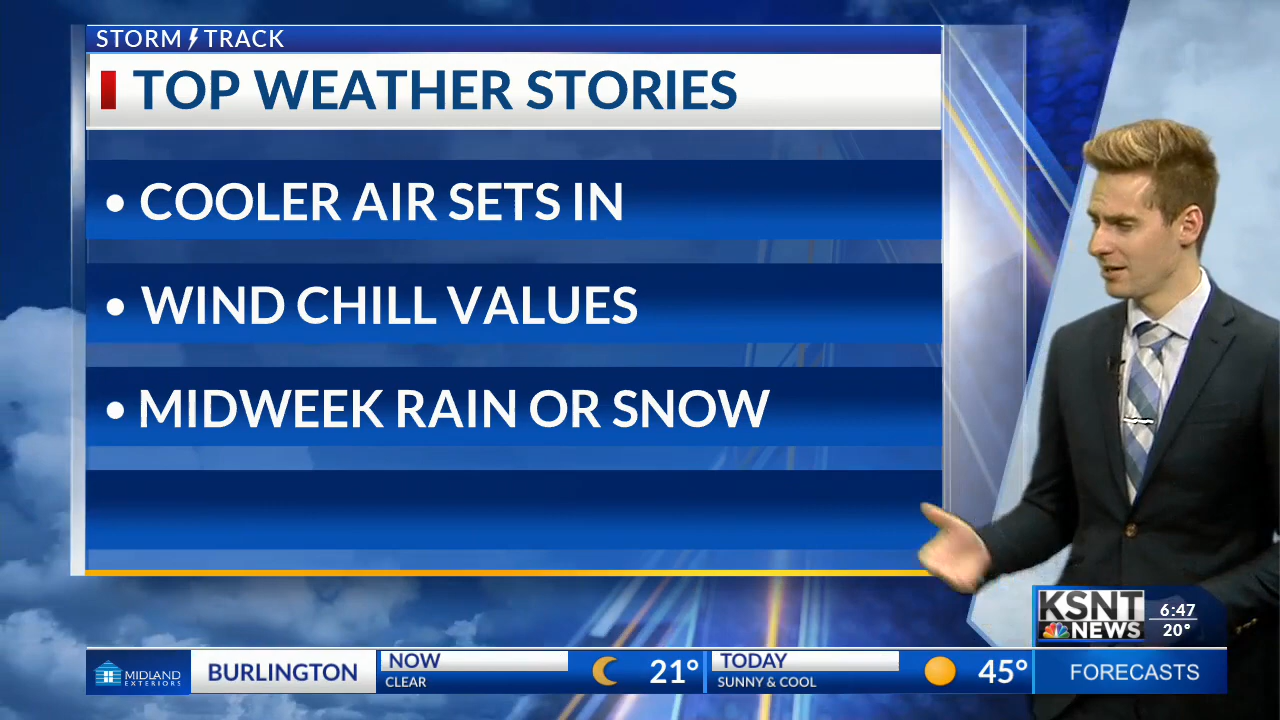 STORM TRACK
TOP WEATHER STORIES
• COOLER AIR SETS IN
• WIND CHILL VALUES
• MIDWEEK RAIN OR SNOW
KSNT
NEWS
6:47
20°
MIDLAND
EXTERIORS
BURLINGTON
NOW
CLEAR
21°
TODAY
SUNNY & COOL
45°
FORECASTS